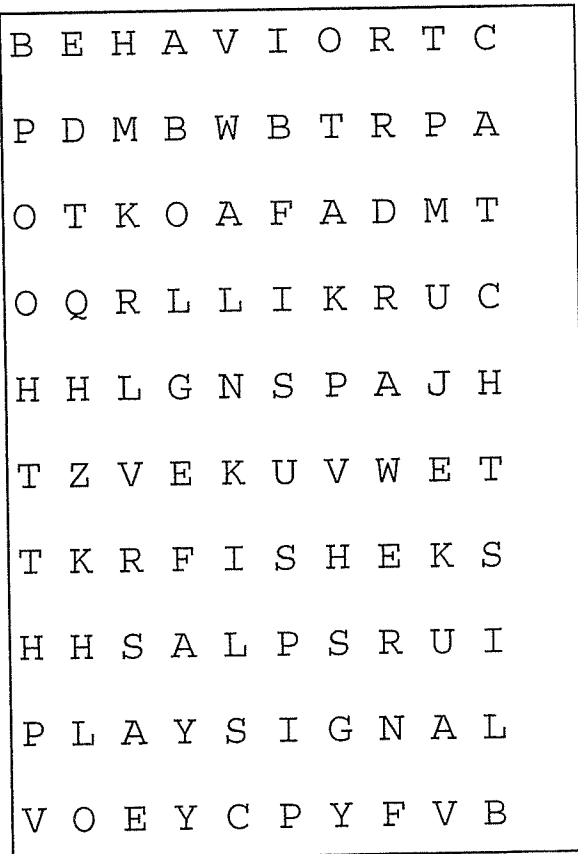 B E H A V I O R T C
P D M B W B T R P A
O T K O A F A D M T
O Q R L L I K R U C
H H L G N S P A J H
T Z V E K U V W E T
T K R F I S H E K S
H H S A L P S R U I
P L A Y S I G N A L
V O E Y C P Y F V B